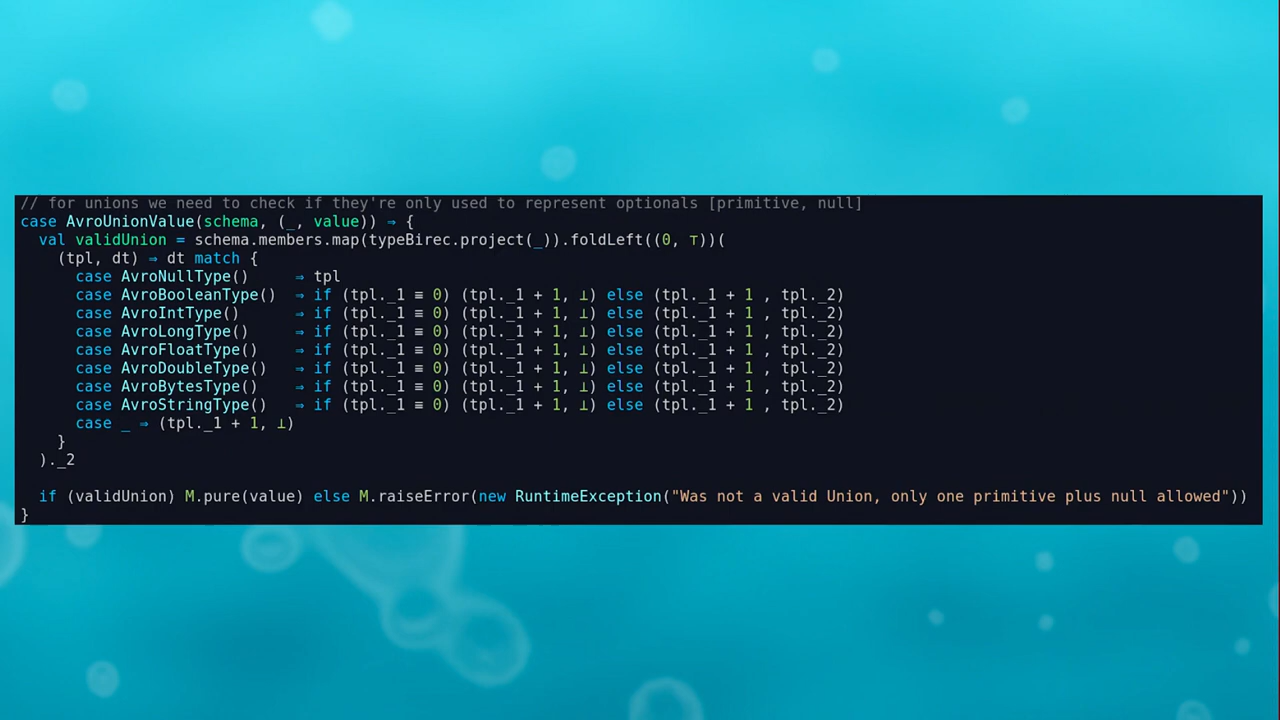 // for unions we need to check if they're only used to represent optionals [primitive, null]
case AvroUnionValue(schema, (_, value)) ⇒ {
  val validUnion = schema.members.map(typeBirec.project(_)).foldLeft((0, ⊤))(
    (tpl, dt) ⇒ dt match {
      case AvroNullType()     ⇒ tpl
      case AvroBooleanType()  ⇒ if (tpl._1 ≡ 0) (tpl._1 + 1, ⊥) else (tpl._1 + 1 , tpl._2)
      case AvroIntType()      ⇒ if (tpl._1 ≡ 0) (tpl._1 + 1, ⊥) else (tpl._1 + 1 , tpl._2)
      case AvroLongType()     ⇒ if (tpl._1 ≡ 0) (tpl._1 + 1, ⊥) else (tpl._1 + 1 , tpl._2)
      case AvroFloatType()    ⇒ if (tpl._1 ≡ 0) (tpl._1 + 1, ⊥) else (tpl._1 + 1 , tpl._2)
      case AvroDoubleType()   ⇒ if (tpl._1 ≡ 0) (tpl._1 + 1, ⊥) else (tpl._1 + 1 , tpl._2)
      case AvroBytesType()    ⇒ if (tpl._1 ≡ 0) (tpl._1 + 1, ⊥) else (tpl._1 + 1 , tpl._2)
      case AvroStringType()   ⇒ if (tpl._1 ≡ 0) (tpl._1 + 1, ⊥) else (tpl._1 + 1 , tpl._2)
      case _ ⇒ (tpl._1 + 1, ⊥)
    }
  )._2
  if (validUnion) M.pure(value) else M.raiseError(new RuntimeException("Was not a valid Union, only one primitive plus null allowed"))
}